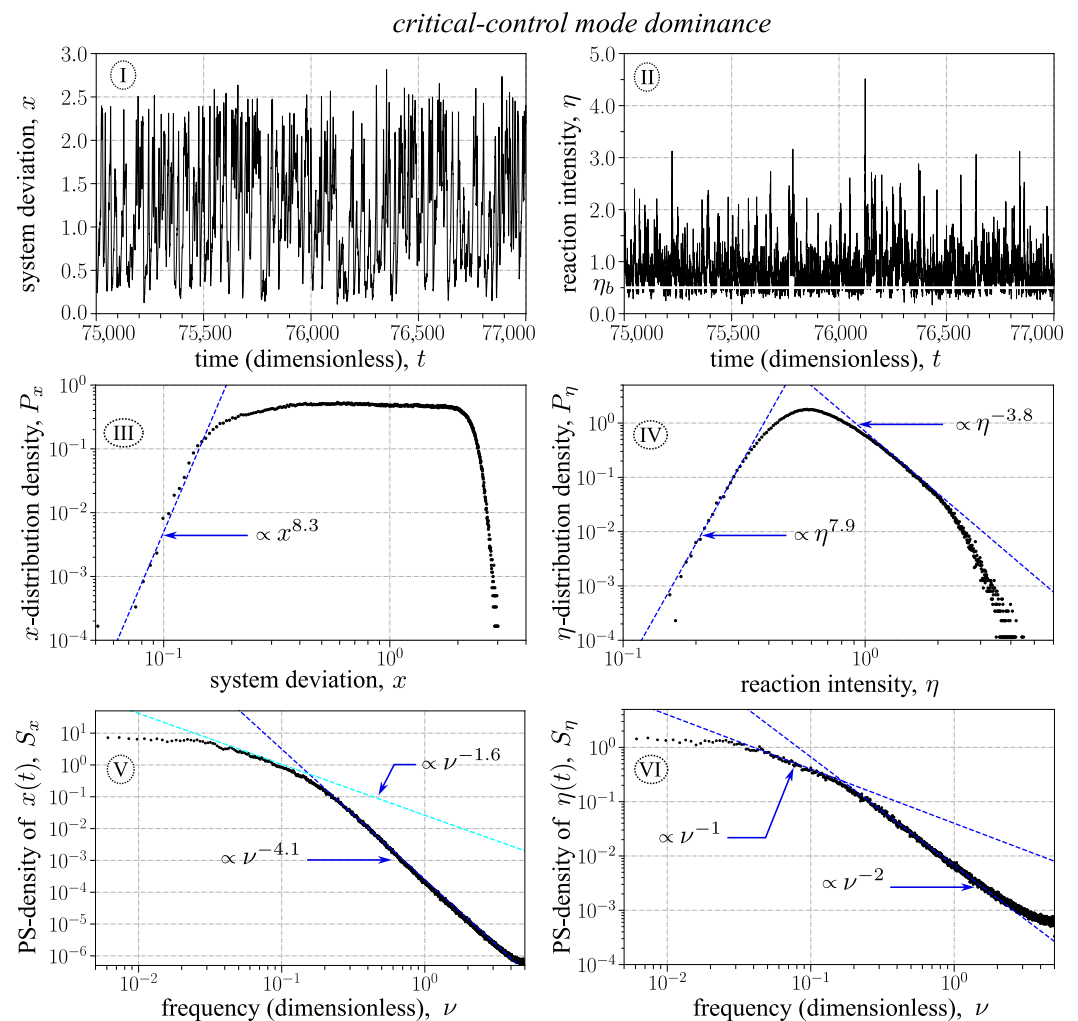 critical-control mode dominance
I
system deviation, x
3.0
2.5
2.0
1.5
1.0
0.5
0.0
75,000
75,500
76,000
76,500
77,000
time (dimensionless), t
II
reaction intensity, η
5.0
4.0
3.0
2.0
1.0
η_b
0.0
75,000
75,500
76,000
76,500
77,000
time (dimensionless), t
III
x-distribution density, P_x
10^0
10^{-1}
10^{-2}
10^{-3}
10^{-4}
∝ x^{8.3}
10^{-1}
10^0
system deviation, x
IV
η-distribution density, P_η
10^0
10^{-1}
10^{-2}
10^{-3}
10^{-4}
∝ η^{-3.8}
∝ η^{7.9}
10^{-1}
10^0
reaction intensity, η
V
PS-density of x(t), S_x
10^1
10^0
10^{-1}
10^{-2}
10^{-3}
10^{-4}
10^{-5}
10^{-6}
∝ ν^{-1.6}
∝ ν^{-4.1}
10^{-2}
10^{-1}
10^0
frequency (dimensionless), ν
VI
PS-density of η(t), S_η
10^0
10^{-1}
10^{-2}
10^{-3}
10^{-4}
∝ ν^{-1}
∝ ν^{-2}
10^{-2}
10^{-1}
10^0
frequency (dimensionless), ν